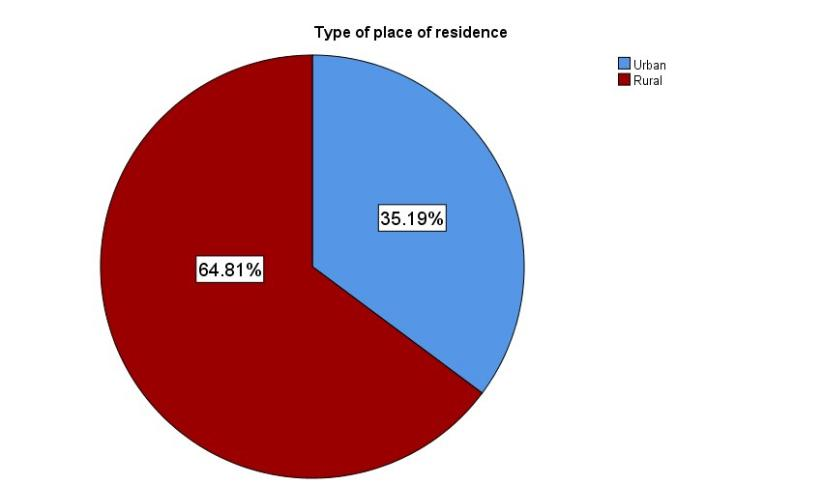 Type of place of residence
Urban
Rural
35.19%
64.81%